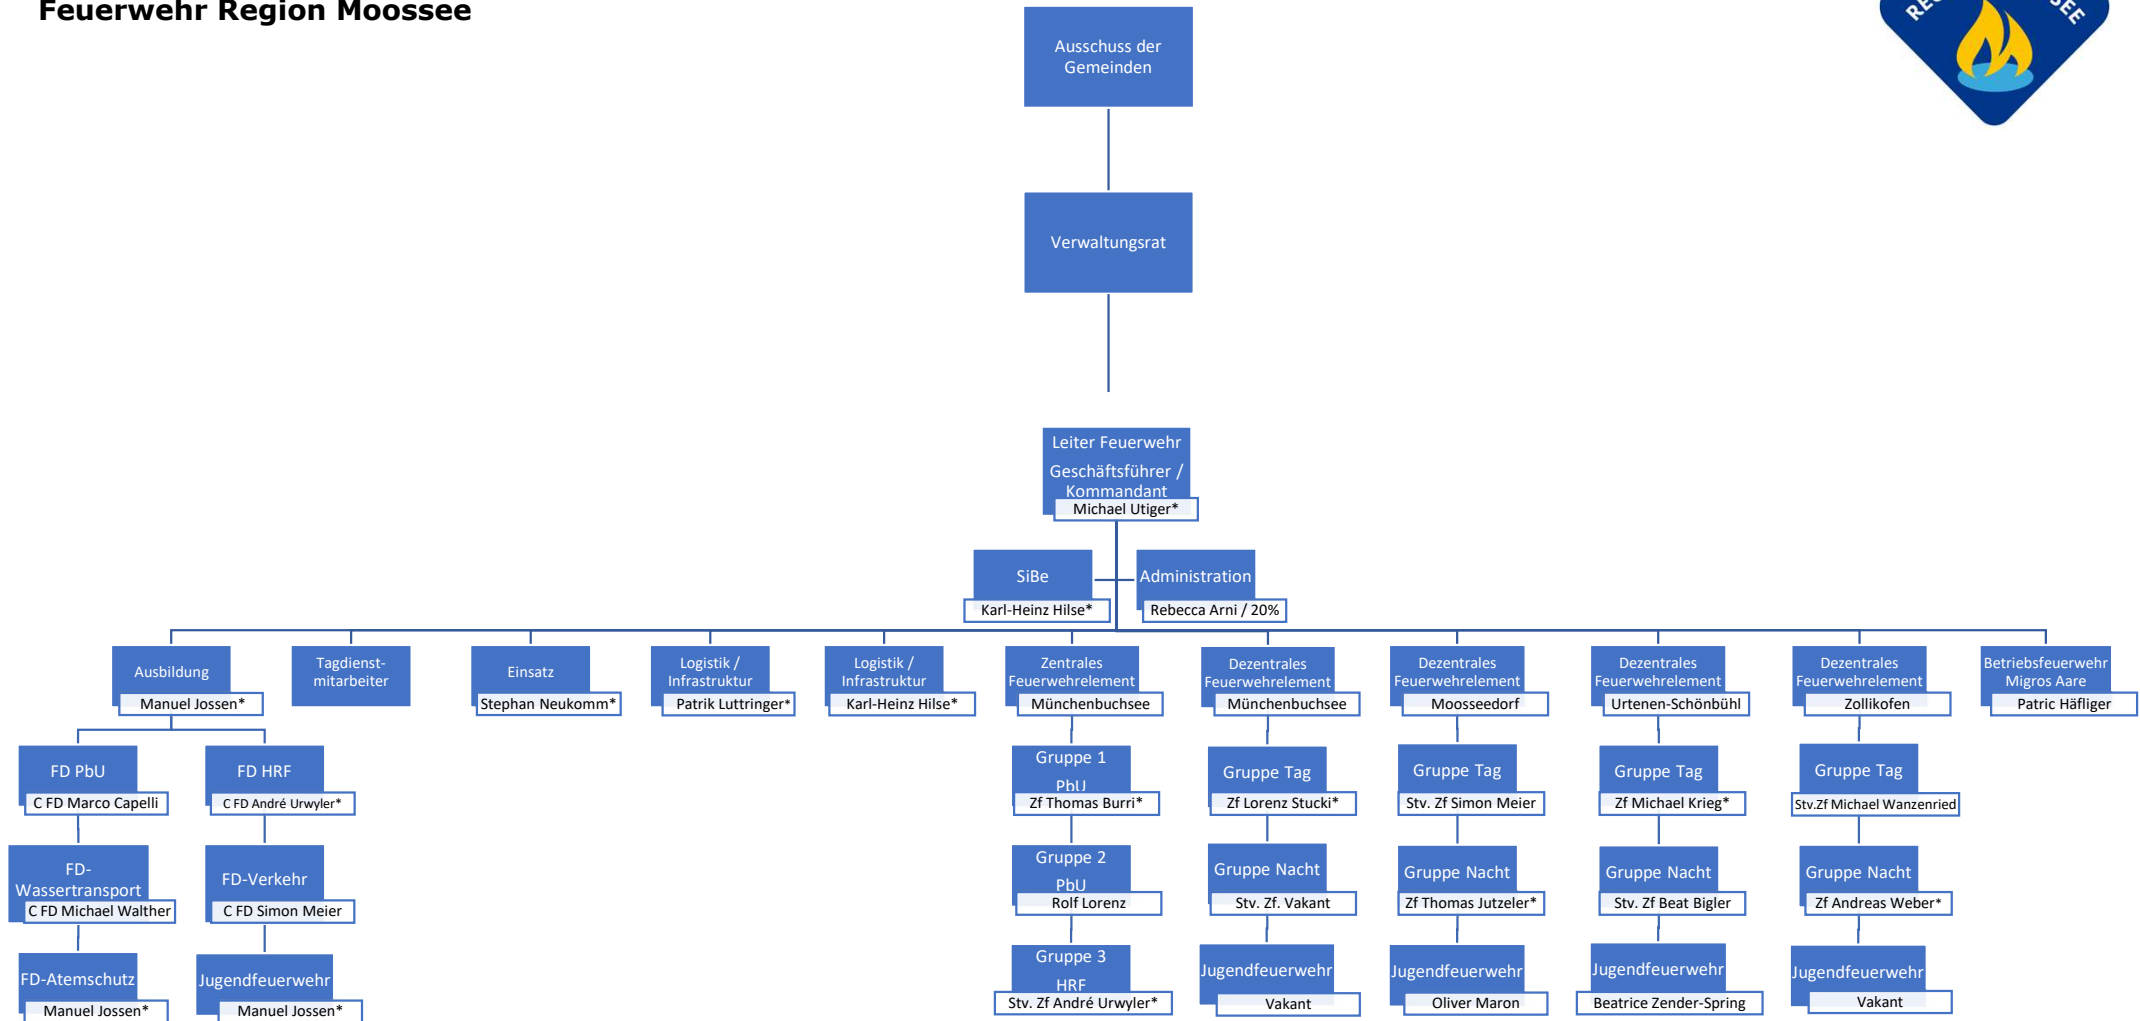 Feuerwehr Region Moossee
Ausschuss der
Gemeinden
Verwaltungsrat
Leiter Feuerwehr
Geschäftsführer /
Kommandant
Michael Utiger*
SiBe
Karl-Heinz Hilse*
Administration
Rebecca Arni / 20%
Ausbildung
Manuel Jossen*
Tagdienst-
mitarbeiter
Einsatz
Stephan Neukomm*
Logistik /
Infrastruktur
Patrik Luttringer*
Logistik /
Infrastruktur
Karl-Heinz Hilse*
Zentrales
Feuerwehrelement
Münchenbuchsee
Dezentrales
Feuerwehrelement
Münchenbuchsee
Dezentrales
Feuerwehrelement
Moosseedorf
Dezentrales
Feuerwehrelement
Urtenen-Schönbühl
Dezentrales
Feuerwehrelement
Zollikofen
Betriebsfeuerwehr
Migros Aare
Patric Häfliger
FD PbU
C FD Marco Capelli
FD HRF
C FD André Urwyler*
Gruppe 1
PbU
Zf Thomas Burri*
Gruppe Tag
Zf Lorenz Stucki*
Gruppe Tag
Stv. Zf Simon Meier
Gruppe Tag
Zf Michael Krieg*
Gruppe Tag
Stv.Zf Michael Wanzenried
FD-
Wassertransport
C FD Michael Walther
FD-Verkehr
C FD Simon Meier
Gruppe 2
PbU
Rolf Lorenz
Gruppe Nacht
Stv. Zf. Vakant
Gruppe Nacht
Zf Thomas Jutzeler*
Gruppe Nacht
Stv. Zf Beat Bigler
Gruppe Nacht
Zf Andreas Weber*
FD-Atemschutz
Manuel Jossen*
Jugendfeuerwehr
Manuel Jossen*
Gruppe 3
HRF
Stv. Zf André Urwyler*
Jugendfeuerwehr
Vakant
Jugendfeuerwehr
Oliver Maron
Jugendfeuerwehr
Beatrice Zender-Spring
Jugendfeuerwehr
Vakant